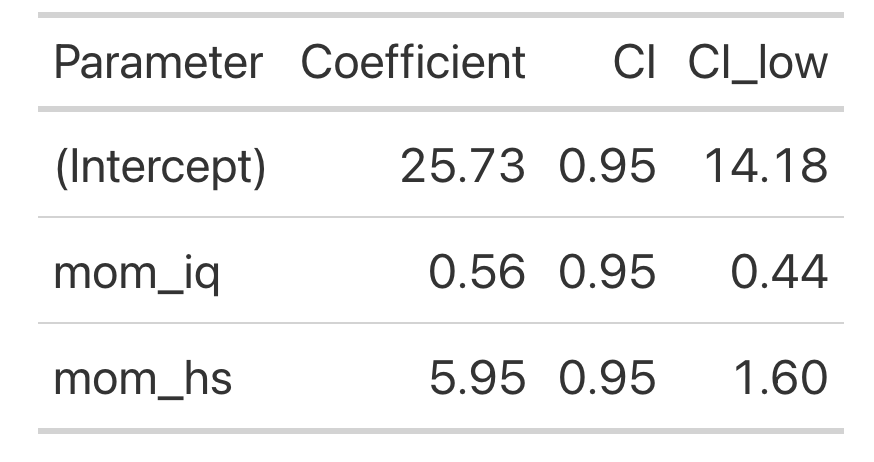 Parameter Coefficient CI CI_low
(Intercept) 25.73 0.95 14.18
mom_iq 0.56 0.95 0.44
mom_hs 5.95 0.95 1.60